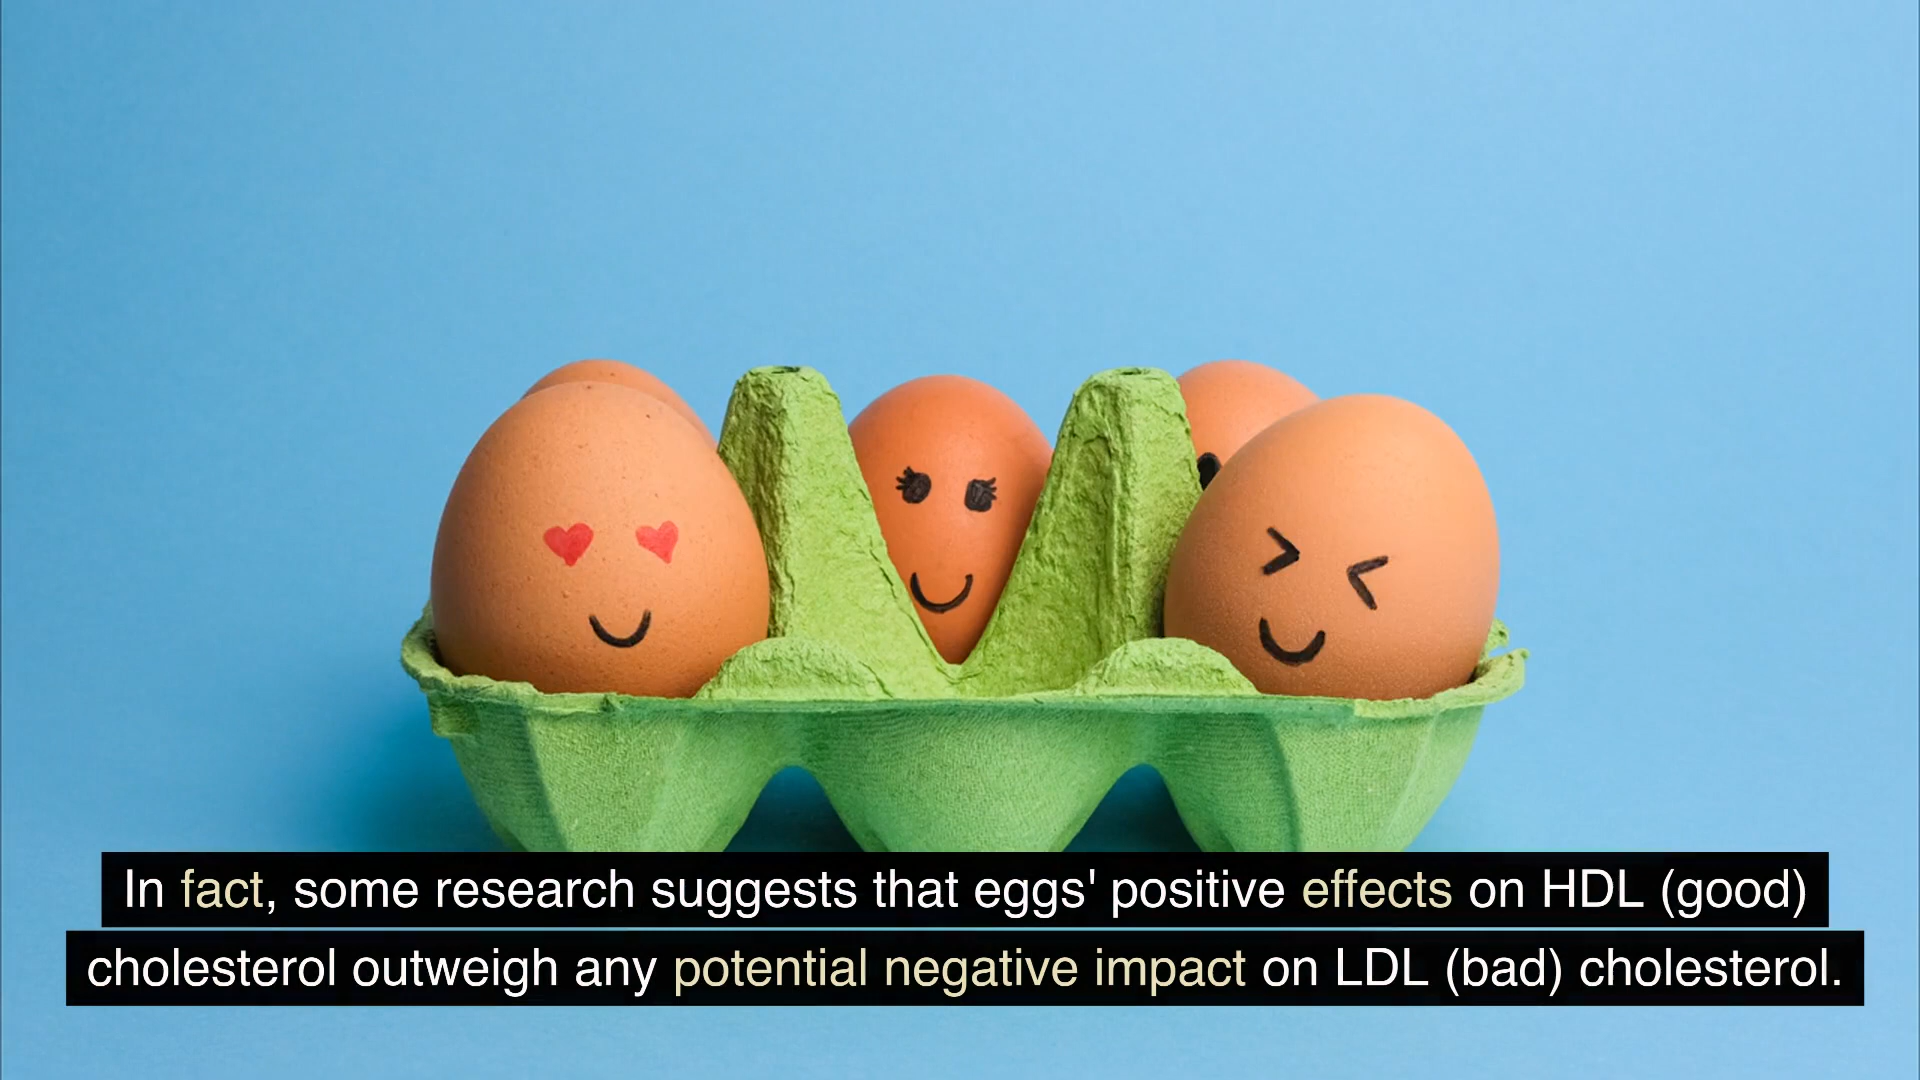 In fact, some research suggests that eggs' positive effects on HDL (good)
cholesterol outweigh any potential negative impact on LDL (bad) cholesterol.